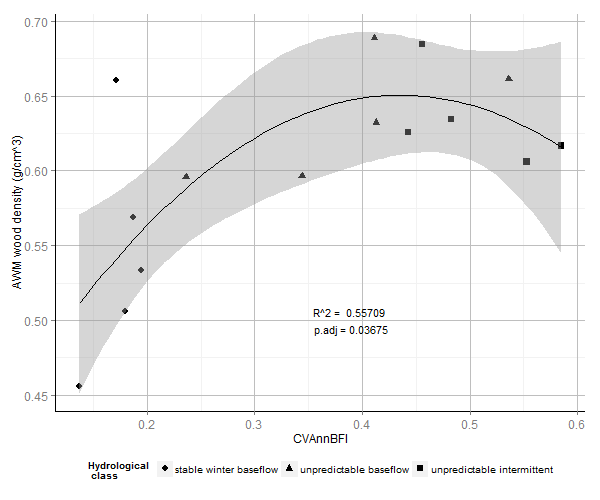 0.70
0.65
0.60
0.55
0.50
0.45
AWM wood density (g/cm^3)
R^2 = 0.55709
p.adj = 0.03675
0.2 0.3 0.4 0.5 0.6
CVAnnBFI
Hydrological class
stable winter baseflow unpredictable baseflow unpredictable intermittent